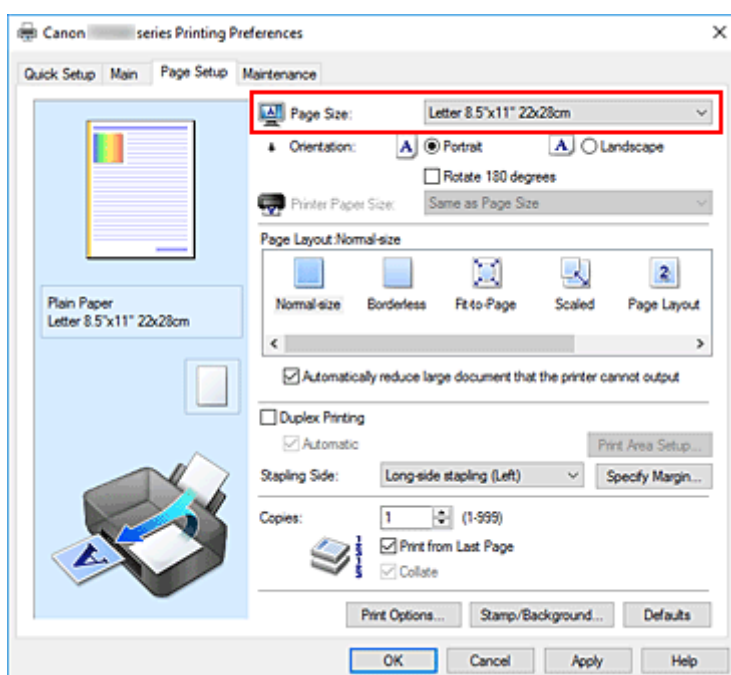 Canon series Printing Preferences
Quick Setup Main Page Setup Maintenance
Page Size: Letter 8.5"x11" 22x28cm
Orientation: A Portrait A Landscape
Rotate 180 degrees
Printer Paper Size: Same as Page Size
Page Layout:Normal-size
Normal-size Borderless Fit-to-Page Scaled Page Layout
Plain Paper
Letter 8.5"x11" 22x28cm
Automatically reduce large document that the printer cannot output
Duplex Printing
Automatic
Print Area Setup...
Stapling Side: Long-side stapling (Left) Specify Margin...
Copies: 1 (1-999)
Print from Last Page
Collate
Print Options... Stamp/Background... Defaults
OK Cancel Apply Help